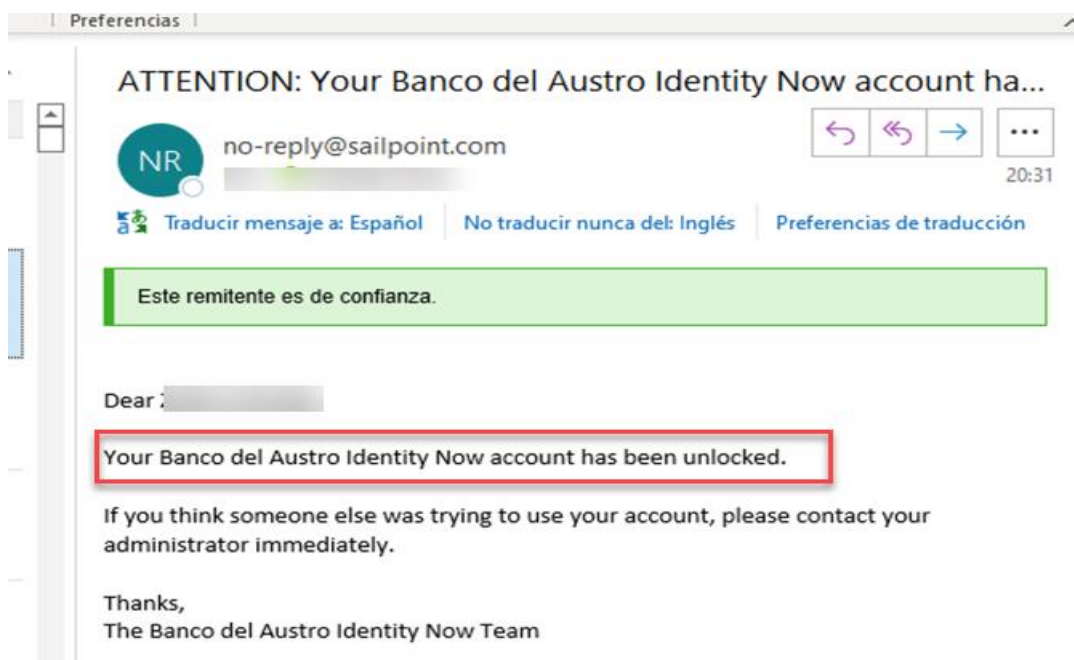 Preferencias
ATTENTION: Your Banco del Austro Identity Now account ha...
NR
no-reply@sailpoint.com
20:31
Traducir mensaje a: Español
No traducir nunca del: Inglés
Preferencias de traducción
Este remitente es de confianza.
Dear
Your Banco del Austro Identity Now account has been unlocked.
If you think someone else was trying to use your account, please contact your
administrator immediately.
Thanks,
The Banco del Austro Identity Now Team